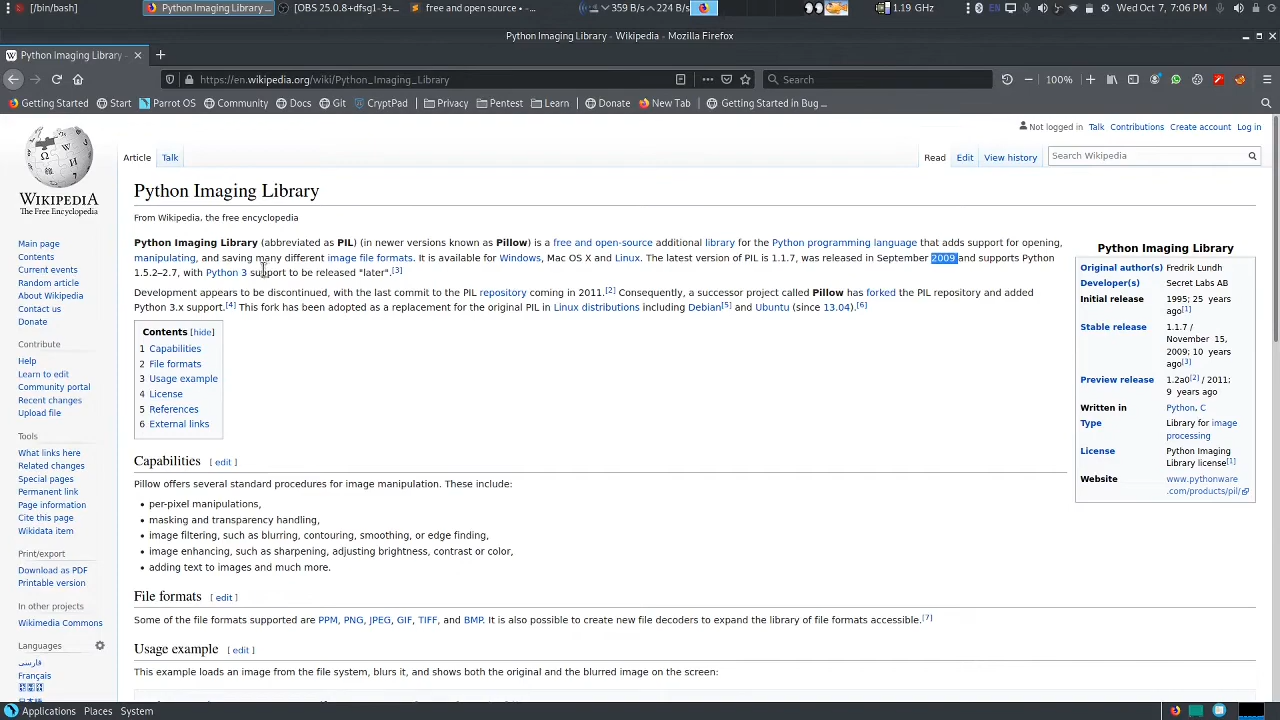 [/bin/bash]
Python Imaging Library ...
[OBS 25.0.8+dfsg1-3+...
free and open source • -...
359 B/s
224 B/s
1.19 GHz
EN
Wed Oct 7, 7:06 PM
Python Imaging Library - Wikipedia - Mozilla Firefox
Python Imaging Library -
https://en.wikipedia.org/wiki/Python_Imaging_Library
Search
100%
Getting Started
Start
Parrot OS
Community
Docs
Git
CryptPad
Privacy
Pentest
Learn
Donate
New Tab
Getting Started in Bug ...
Not logged in Talk Contributions Create account Log in
Article Talk
Read Edit View history
Search Wikipedia
WIKIPEDIA
The Free Encyclopedia
Main page
Contents
Current events
Random article
About Wikipedia
Contact us
Donate
Contribute
Help
Learn to edit
Community portal
Recent changes
Upload file
Tools
What links here
Related changes
Special pages
Permanent link
Page information
Cite this page
Wikidata item
Print/export
Download as PDF
Printable version
In other projects
Wikimedia Commons
Languages
فارسی
Français
日本語
Python Imaging Library
From Wikipedia, the free encyclopedia
Python Imaging Library (abbreviated as PIL) (in newer versions known as Pillow) is a free and open-source additional library for the Python programming language that adds support for opening,
manipulating, and saving many different image file formats. It is available for Windows, Mac OS X and Linux. The latest version of PIL is 1.1.7, was released in September 2009 and supports Python
1.5.2–2.7, with Python 3 support to be released "later".[3]
Development appears to be discontinued, with the last commit to the PIL repository coming in 2011.[2] Consequently, a successor project called Pillow has forked the PIL repository and added
Python 3.x support.[4] This fork has been adopted as a replacement for the original PIL in Linux distributions including Debian[5] and Ubuntu (since 13.04).[6]
Contents [hide]
1 Capabilities
2 File formats
3 Usage example
4 License
5 References
6 External links
Python Imaging Library
Original author(s) Fredrik Lundh
Developer(s) Secret Labs AB
Initial release 1995; 25 years
ago[1]
Stable release 1.1.7 /
November 15,
2009; 10 years
ago[3]
Preview release 1.2a0[2] / 2011;
9 years ago
Written in Python, C
Type Library for image
processing
License Python Imaging
Library license[1]
Website www.pythonware
.com/products/pil/
Capabilities [ edit ]
Pillow offers several standard procedures for image manipulation. These include:
• per-pixel manipulations,
• masking and transparency handling,
• image filtering, such as blurring, contouring, smoothing, or edge finding,
• image enhancing, such as sharpening, adjusting brightness, contrast or color,
• adding text to images and much more.
File formats [ edit ]
Some of the file formats supported are PPM, PNG, JPEG, GIF, TIFF, and BMP. It is also possible to create new file decoders to expand the library of file formats accessible.[7]
Usage example [ edit ]
This example loads an image from the file system, blurs it, and shows both the original and the blurred image on the screen:
Applications Places System